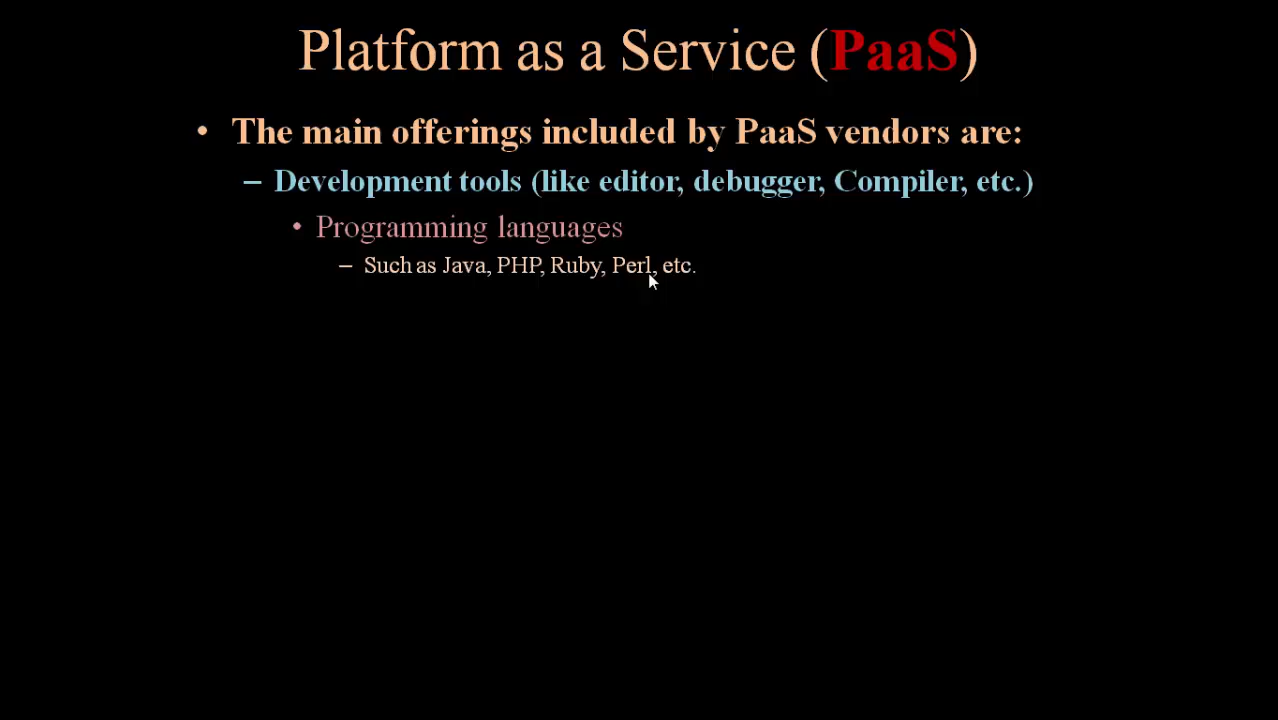 Platform as a Service (PaaS)
• The main offerings included by PaaS vendors are:
– Development tools (like editor, debugger, Compiler, etc.)
• Programming languages
– Such as Java, PHP, Ruby, Perl, etc.